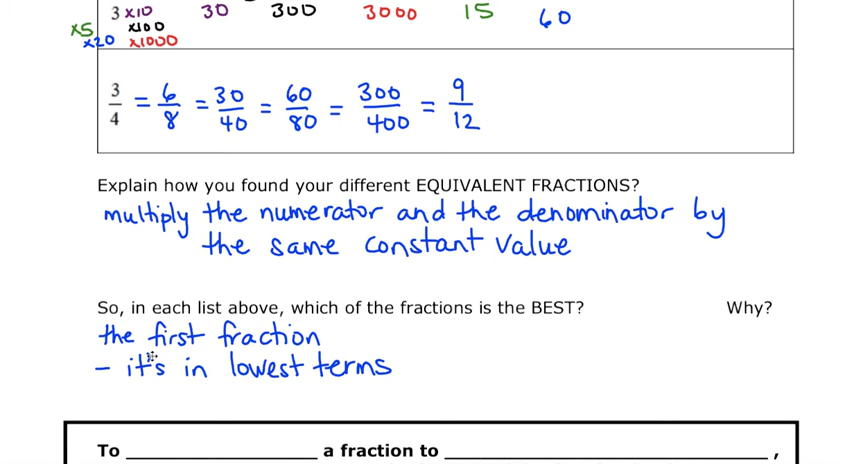 3 x10 30 300 3000 15 60
x5 x100
x20 x1000
3/4 = 6/8 = 30/40 = 60/80 = 300/400 = 9/12
Explain how you found your different EQUIVALENT FRACTIONS?
multiply the numerator and the denominator by
the same constant value
So, in each list above, which of the fractions is the BEST? Why?
the first fraction
- it's in lowest terms
To ____________________ a fraction to __________________________________ ,